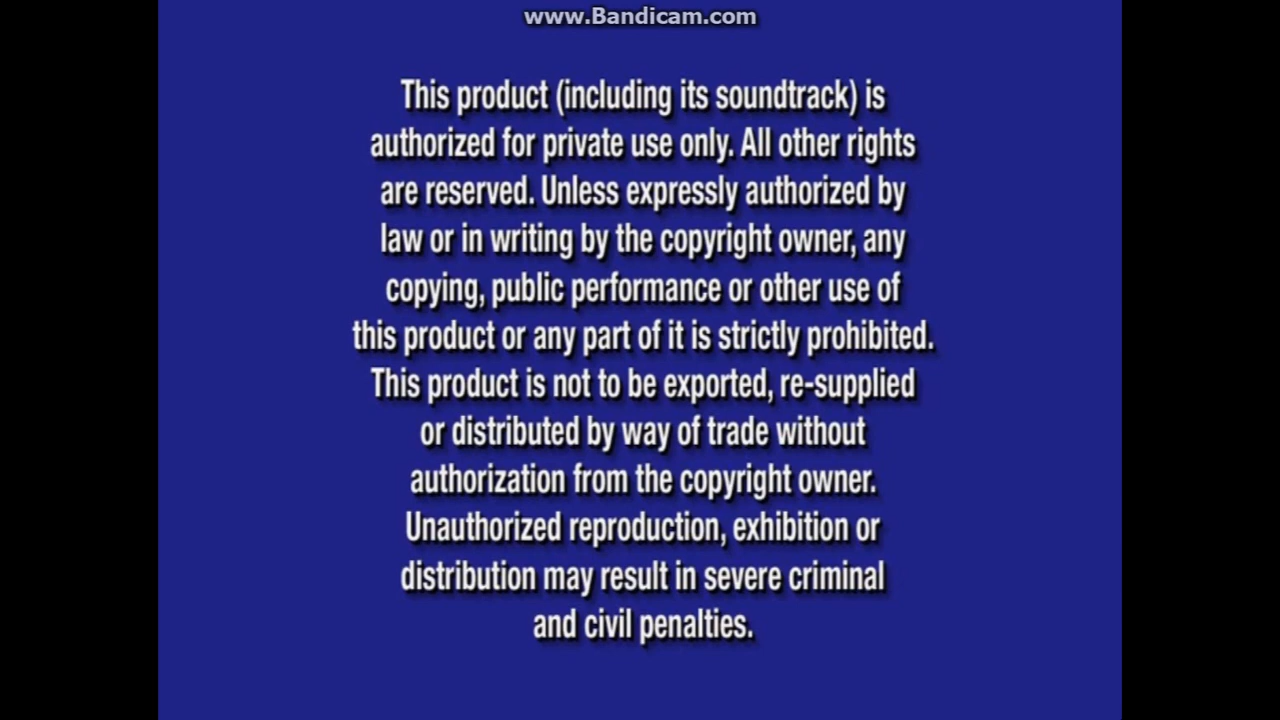 www.Bandicam.com
This product (including its soundtrack) is
authorized for private use only. All other rights
are reserved. Unless expressly authorized by
law or in writing by the copyright owner, any
copying, public performance or other use of
this product or any part of it is strictly prohibited.
This product is not to be exported, re-supplied
or distributed by way of trade without
authorization from the copyright owner.
Unauthorized reproduction, exhibition or
distribution may result in severe criminal
and civil penalties.